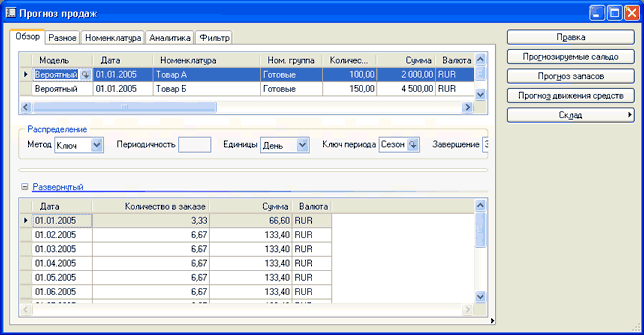 Прогноз продаж
Обзор Разное Номенклатура Аналитика Фильтр
Модель Дата Номенклатура Ном. группа Количес... Сумма Валюта
Вероятный 01.01.2005 Товар А Готовые 100,00 2 000,00 RUR
Вероятный 01.01.2005 Товар Б Готовые 150,00 4 500,00 RUR
Распределение
Метод Ключ Периодичность Единицы День Ключ периода Сезон Завершение
Развернутый
Дата Количество в заказе Сумма Валюта
01.01.2005 3,33 66,60 RUR
01.02.2005 6,67 133,40 RUR
01.03.2005 6,67 133,40 RUR
01.04.2005 6,67 133,40 RUR
01.05.2005 6,67 133,40 RUR
01.06.2005 6,67 133,40 RUR
Правка
Прогнозируемые сальдо
Прогноз запасов
Прогноз движения средств
Склад